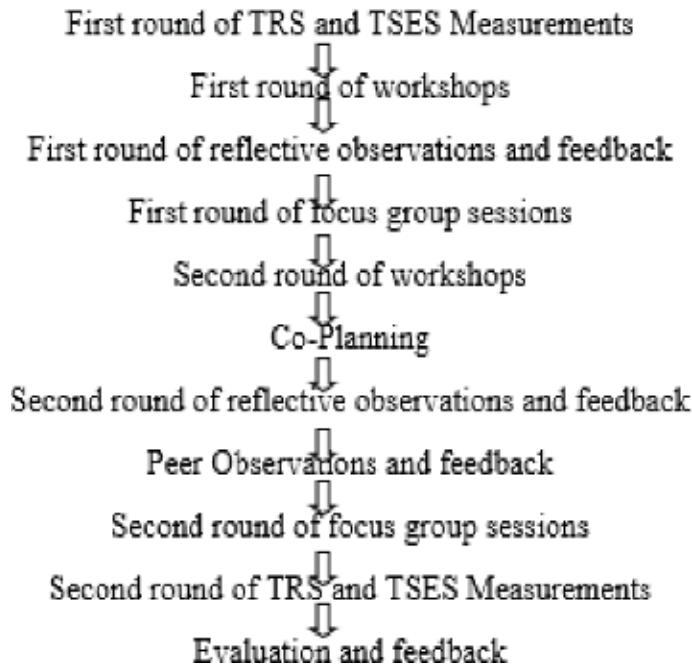 First round of TRS and TSES Measurements
First round of workshops
First round of reflective observations and feedback
First round of focus group sessions
Second round of workshops
Co-Planning
Second round of reflective observations and feedback
Peer Observations and feedback
Second round of focus group sessions
Second round of TRS and TSES Measurements
Evaluation and feedback